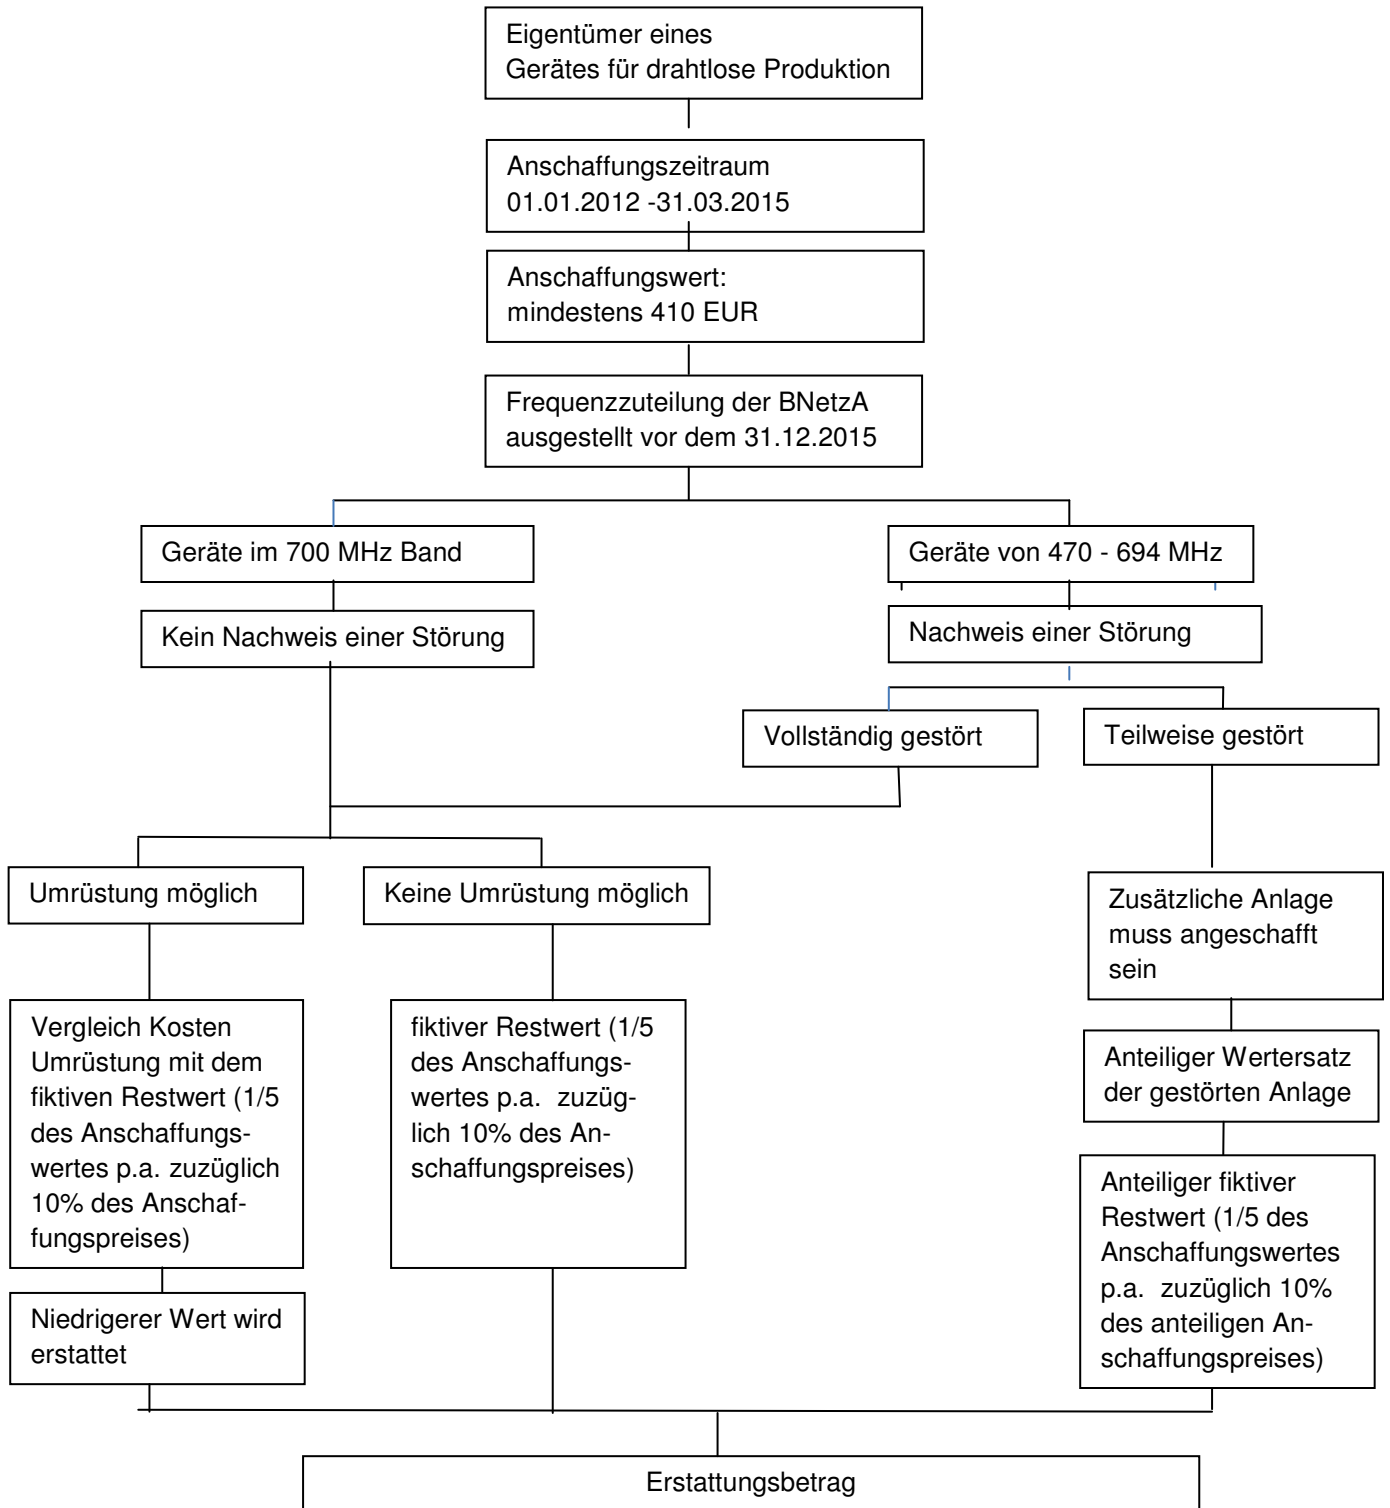 Eigentümer eines
Gerätes für drahtlose Produktion
Anschaffungszeitraum
01.01.2012 -31.03.2015
Anschaffungswert:
mindestens 410 EUR
Frequenzzuteilung der BNetzA
ausgestellt vor dem 31.12.2015
Geräte im 700 MHz Band
Geräte von 470 - 694 MHz
Kein Nachweis einer Störung
Nachweis einer Störung
Vollständig gestört
Teilweise gestört
Umrüstung möglich
Keine Umrüstung möglich
Zusätzliche Anlage
muss angeschafft
sein
Vergleich Kosten
Umrüstung mit dem
fiktiven Restwert (1/5
des Anschaffungs-
wertes p.a. zuzüglich
10% des Anschaf-
fungspreises)
fiktiver Restwert (1/5
des Anschaffungs-
wertes p.a. zuzüg-
lich 10% des An-
schaffungspreises)
Anteiliger Wertersatz
der gestörten Anlage
Anteiliger fiktiver
Restwert (1/5 des
Anschaffungswertes
p.a. zuzüglich 10%
des anteiligen An-
schaffungspreises)
Niedrigerer Wert wird
erstattet
Erstattungsbetrag